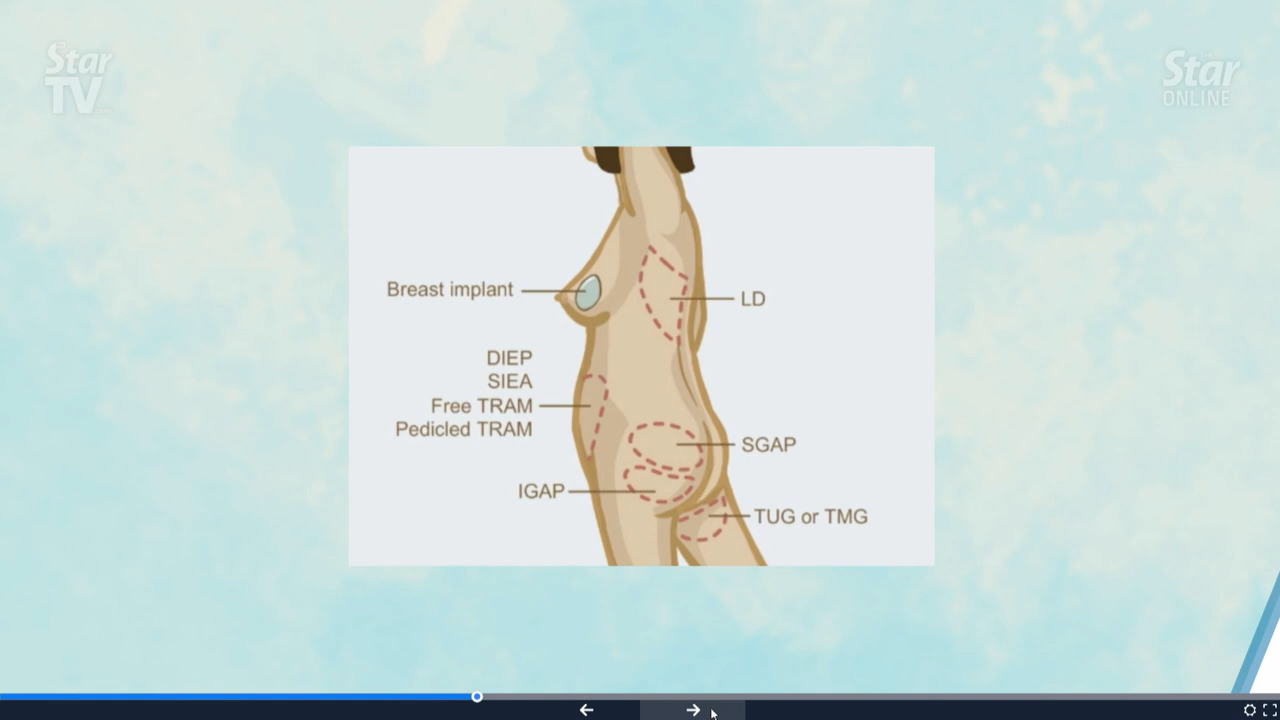 Star
TV
Star
ONLINE
Breast implant
LD
DIEP
SIEA
Free TRAM
Pedicled TRAM
SGAP
IGAP
TUG or TMG